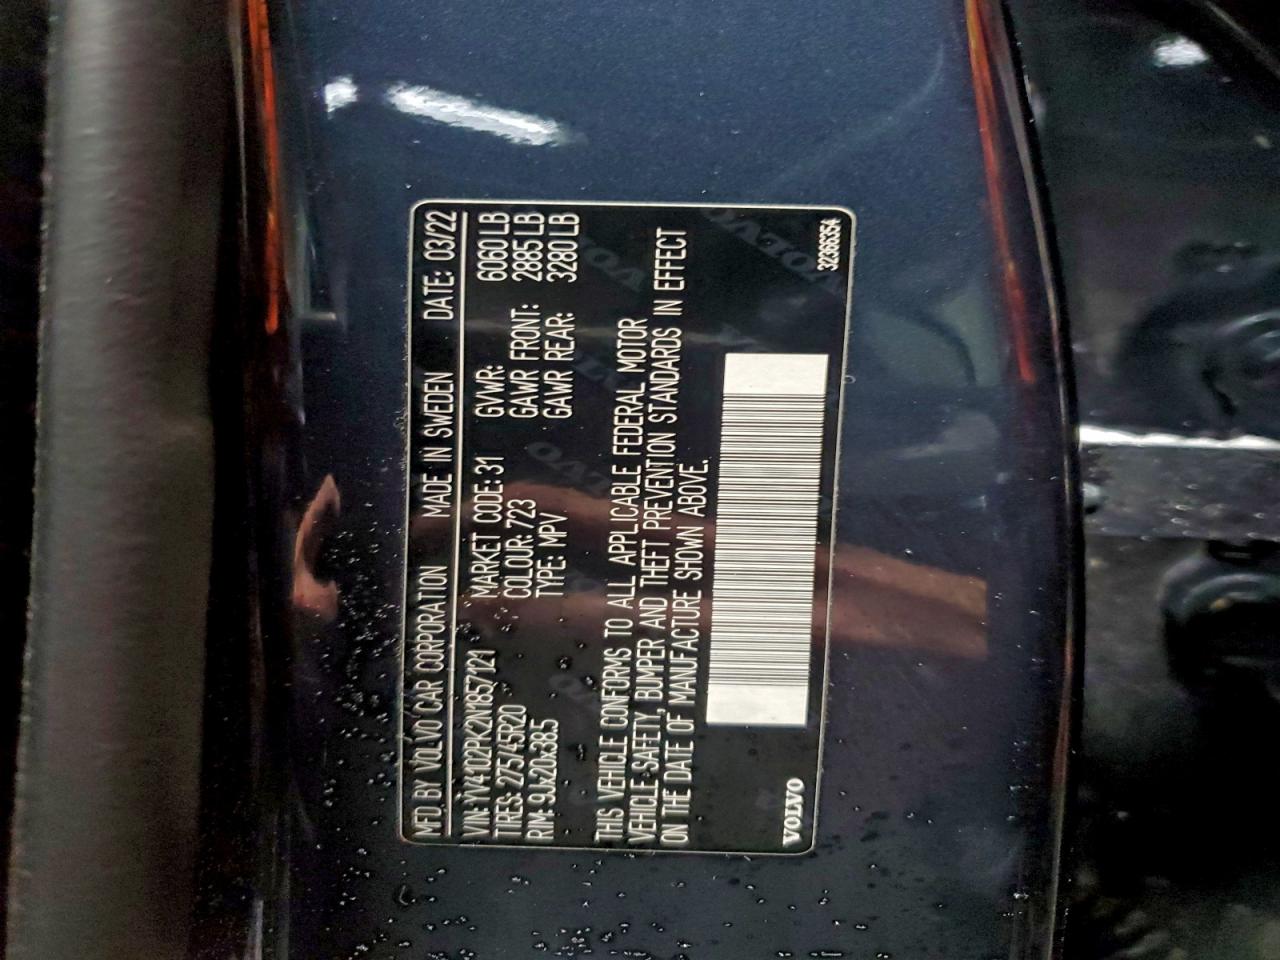 MFD BY VOLVO CAR CORPORATION MADE IN SWEDEN DATE: 03/22
VIN: YV4102PK2N1857121 MARKET CODE: 31 GVWR: 6060 LB
TIRES: 275/45R20 COLOUR: 723 GAWR FRONT: 2885 LB
RIM: 9Jx20x38.5 TYPE: MPV GAWR REAR: 3280 LB
THIS VEHICLE CONFORMS TO ALL APPLICABLE FEDERAL MOTOR
VEHICLE SAFETY, BUMPER AND THEFT PREVENTION STANDARDS IN EFFECT
ON THE DATE OF MANUFACTURE SHOWN ABOVE.
VOLVO 32366354